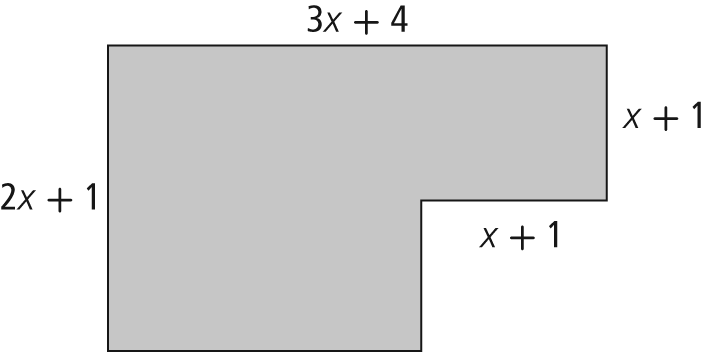 3x + 4
x + 1
2x + 1
x + 1